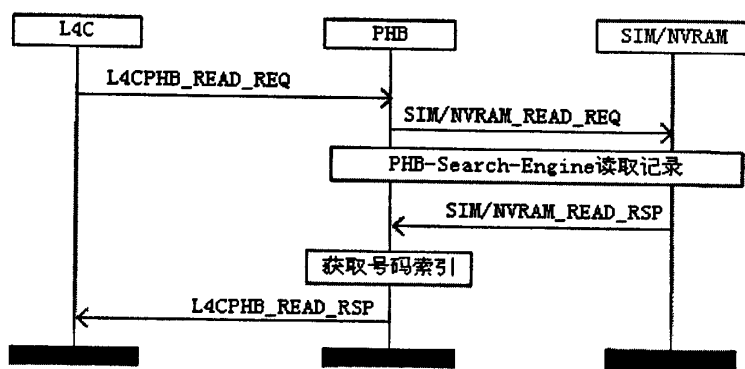 L4C
PHB
SIM/NVRAM
L4CPHB_READ_REQ
SIM/NVRAM_READ_REQ
PHB-Search-Engine读取记录
SIM/NVRAM_READ_RSP
获取号码索引
L4CPHB_READ_RSP